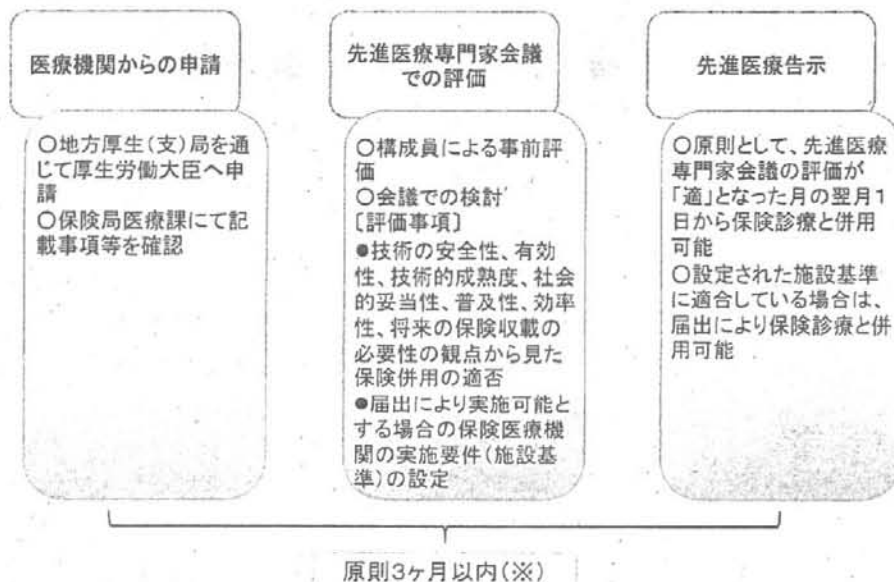 医療機関からの申請
○地方厚生(支)局を通
じて厚生労働大臣へ申
請
○保険局医療課にて記
載事項等を確認
先進医療専門家会議
での評価
○構成員による事前評
価
○会議での検討
〔評価事項〕
●技術の安全性、有効
性、技術的成熟度、社会
的妥当性、普及性、効率
性、将来の保険収載の
必要性の観点から見た
保険併用の適否
●届出により実施可能と
する場合の保険医療機
関の実施要件(施設基
準)の設定
先進医療告示
○原則として、先進医療
専門家会議の評価が
「適」となった月の翌月1
日から保険診療と併用
可能
○設定された施設基準
に適合している場合は、
届出により保険診療と併
用可能
原則3ヶ月以内(※)